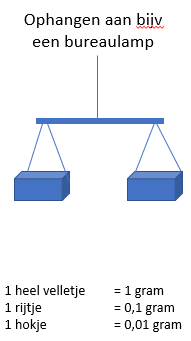 Ophangen aan bijv
een bureaulamp
1 heel velletje = 1 gram
1 rijtje = 0,1 gram
1 hokje = 0,01 gram